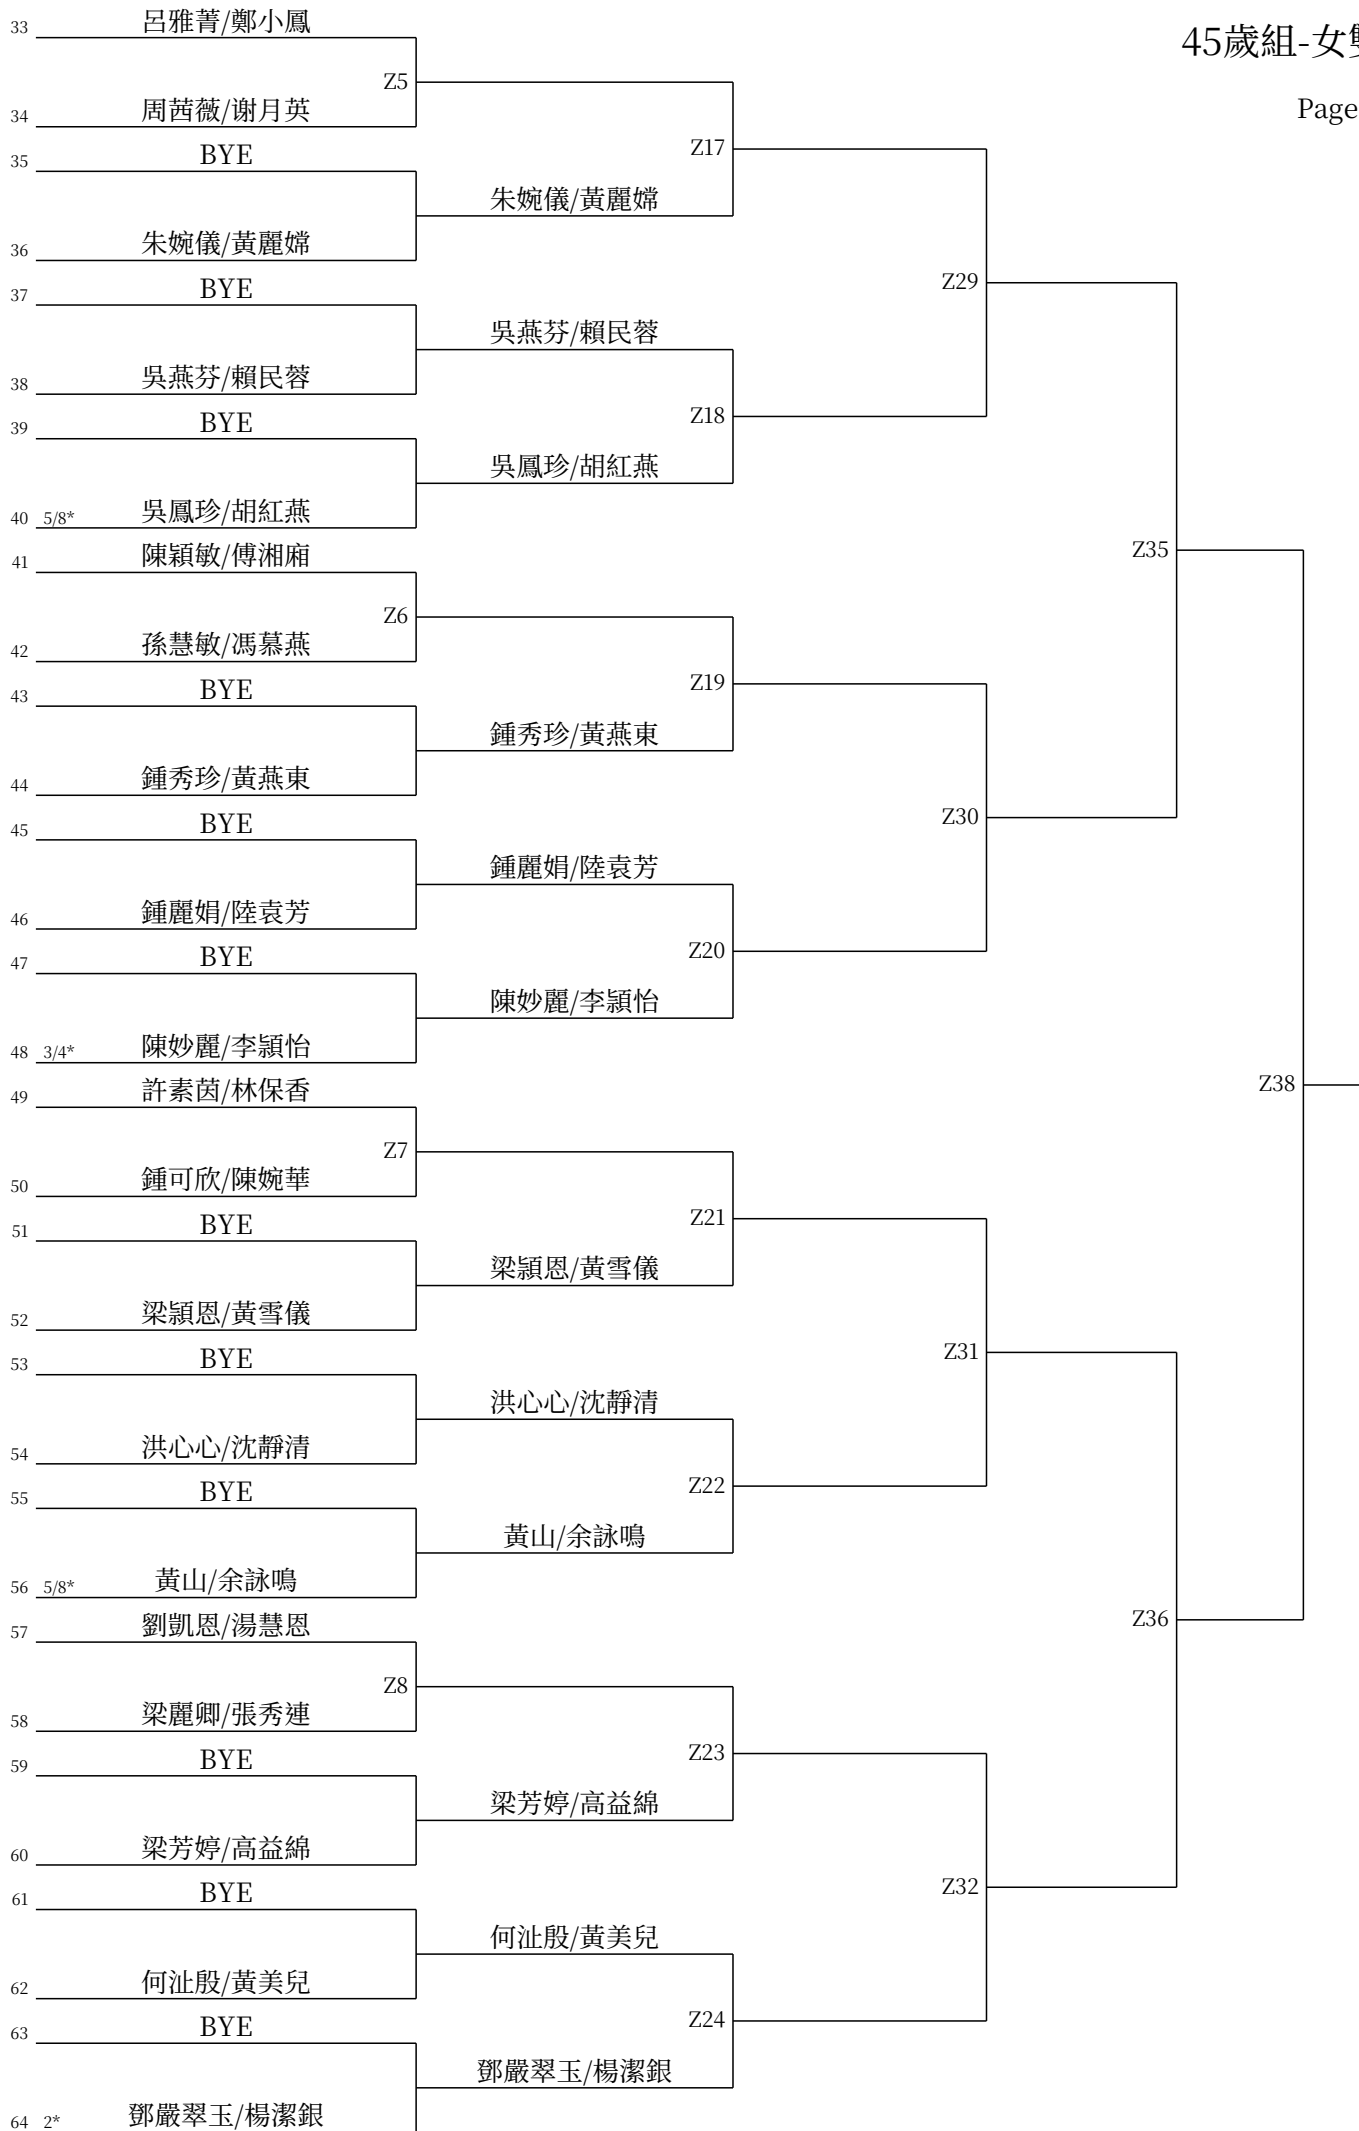 45歲組-女
Page
33 呂雅菁/鄭小鳳
Z5
34 周茜薇/谢月英
35 BYE
Z17
朱婉儀/黃麗嫦
36 朱婉儀/黃麗嫦
37 BYE
Z29
吳燕芬/賴民蓉
38 吳燕芬/賴民蓉
39 BYE
Z18
吳鳳珍/胡紅燕
40 5/8* 吳鳳珍/胡紅燕
41 陳穎敏/傅湘廂
Z35
Z6
42 孫慧敏/馮慕燕
43 BYE
Z19
鍾秀珍/黃燕東
44 鍾秀珍/黃燕東
45 BYE
Z30
鍾麗娟/陸袁芳
46 鍾麗娟/陸袁芳
47 BYE
Z20
陳妙麗/李頴怡
48 3/4* 陳妙麗/李頴怡
49 許素茵/林保香
Z38
Z7
50 鍾可欣/陳婉華
51 BYE
Z21
梁頴恩/黃雪儀
52 梁頴恩/黃雪儀
53 BYE
Z31
洪心心/沈靜清
54 洪心心/沈靜清
55 BYE
Z22
黃山/余詠鳴
56 5/8* 黃山/余詠鳴
57 劉凱恩/湯慧恩
Z36
Z8
58 梁麗卿/張秀連
59 BYE
Z23
梁芳婷/高益綿
60 梁芳婷/高益綿
61 BYE
Z32
何沚殷/黃美兒
62 何沚殷/黃美兒
63 BYE
Z24
鄧嚴翠玉/楊潔銀
64 2* 鄧嚴翠玉/楊潔銀